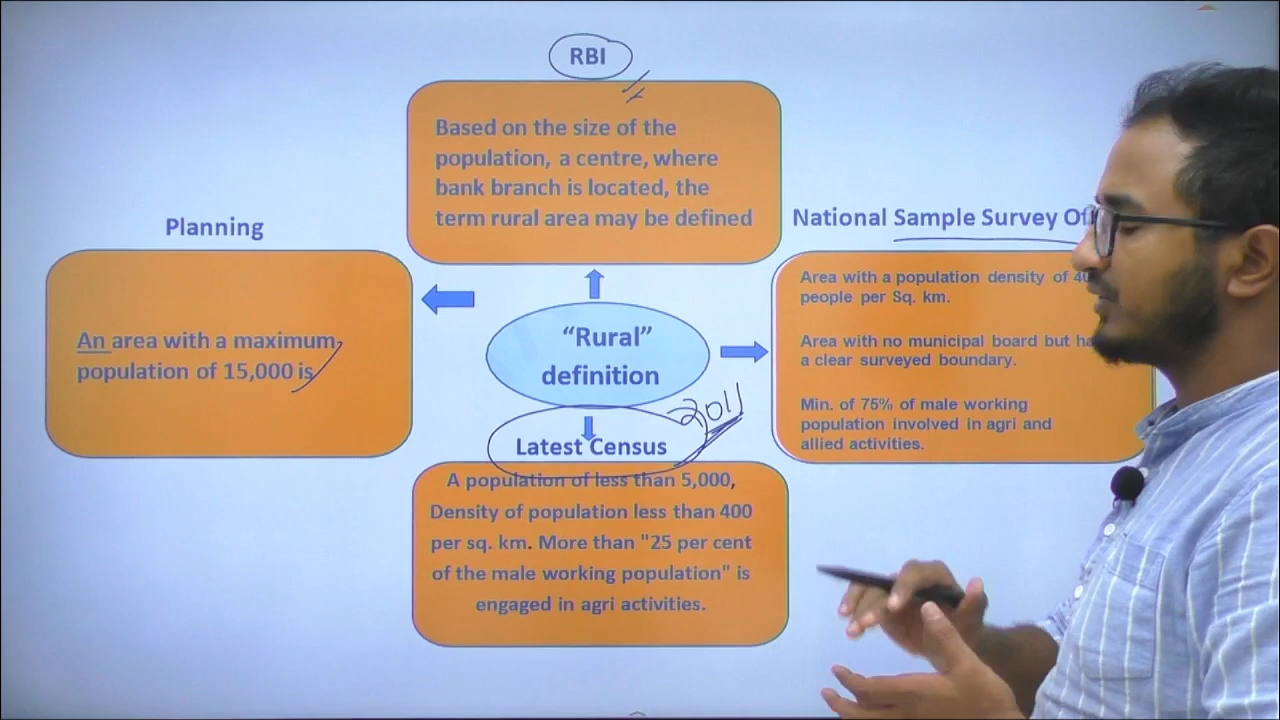 RBI
Based on the size of the
population, a centre, where
bank branch is located, the
term rural area may be defined
Planning
An area with a maximum
population of 15,000 is
"Rural"
definition
National Sample Survey
Area with a population density of
people per Sq. km.
Area with no municipal board but
a clear surveyed boundary.
Min. of 75% of male working
population involved in agri and
allied activities.
2011
Latest Census
A population of less than 5,000,
Density of population less than 400
per sq. km. More than "25 per cent
of the male working population" is
engaged in agri activities.